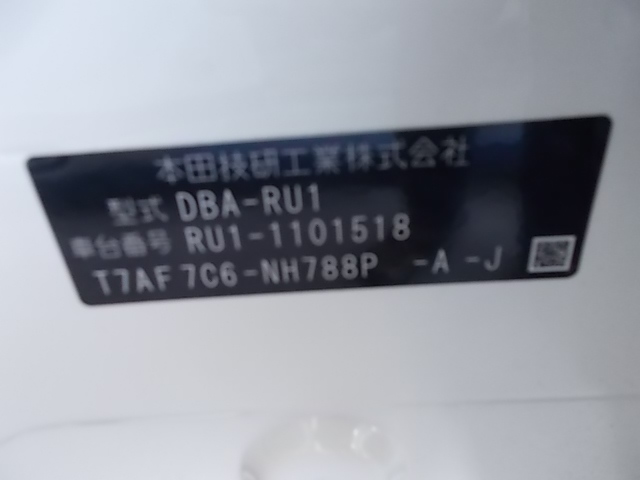 本田技研工業株式会社
型式 DBA-RU1
車台番号 RU1-1101518
T7AF 7C6-NH788P -A -J